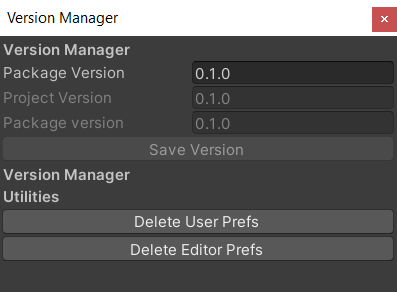 Version Manager
Version Manager
Package Version 0.1.0
Project Version 0.1.0
Package version 0.1.0
Save Version
Version Manager
Utilities
Delete User Prefs
Delete Editor Prefs